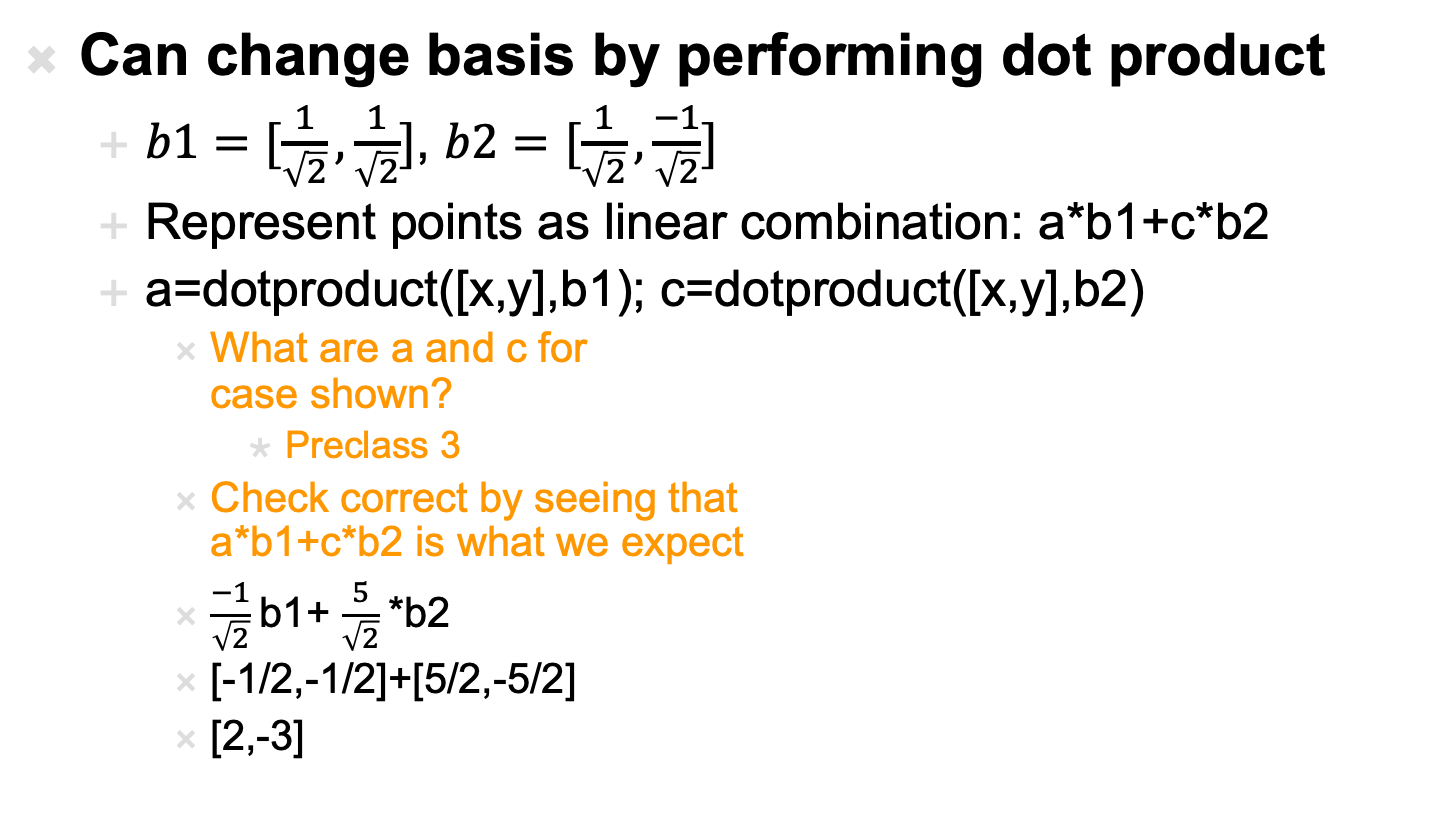 Can change basis by performing dot product
b1 = [1/√2, 1/√2], b2 = [1/√2, −1/√2]
Represent points as linear combination: a*b1+c*b2
a=dotproduct([x,y],b1); c=dotproduct([x,y],b2)
What are a and c for
case shown?
Preclass 3
Check correct by seeing that
a*b1+c*b2 is what we expect
−1/√2 b1+ 5/√2 *b2
[-1/2,-1/2]+[5/2,-5/2]
[2,-3]